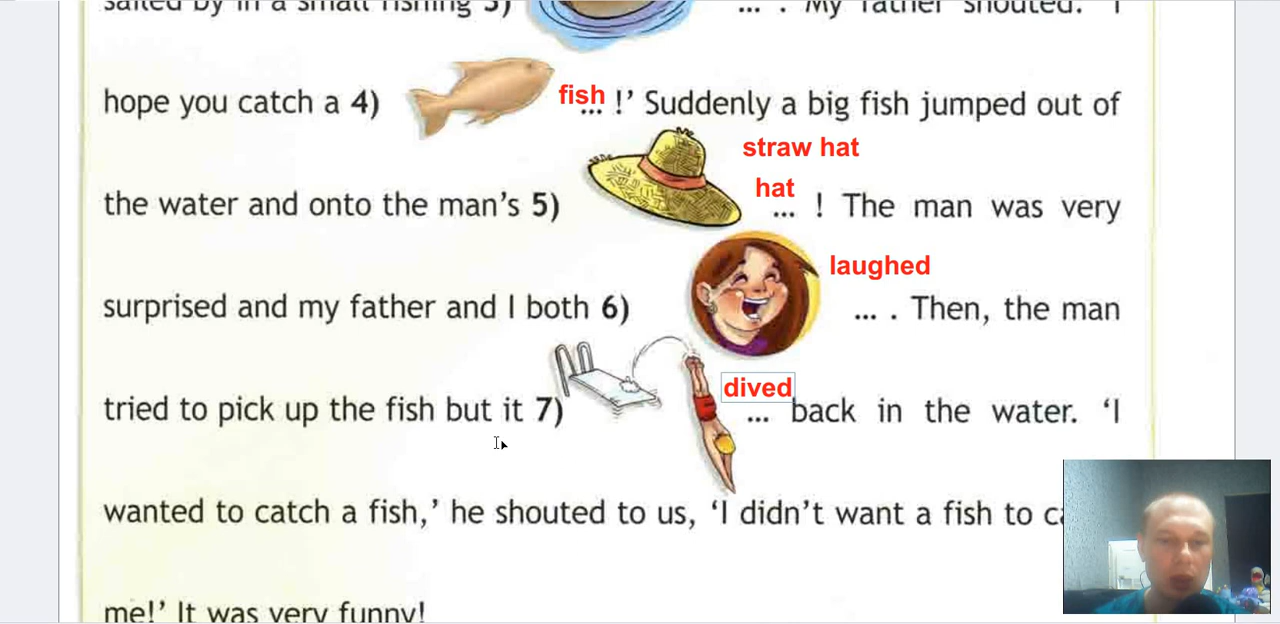 sailed by in a small fishing 3) ... . My father shouted. 'I
hope you catch a 4) fish ... !’ Suddenly a big fish jumped out of
straw hat
hat
the water and onto the man’s 5) ... ! The man was very
laughed
surprised and my father and I both 6) ... . Then, the man
dived
tried to pick up the fish but it 7) ... back in the water. ‘I
wanted to catch a fish,’ he shouted to us, ‘I didn’t want a fish to
me!’ It was very funny!